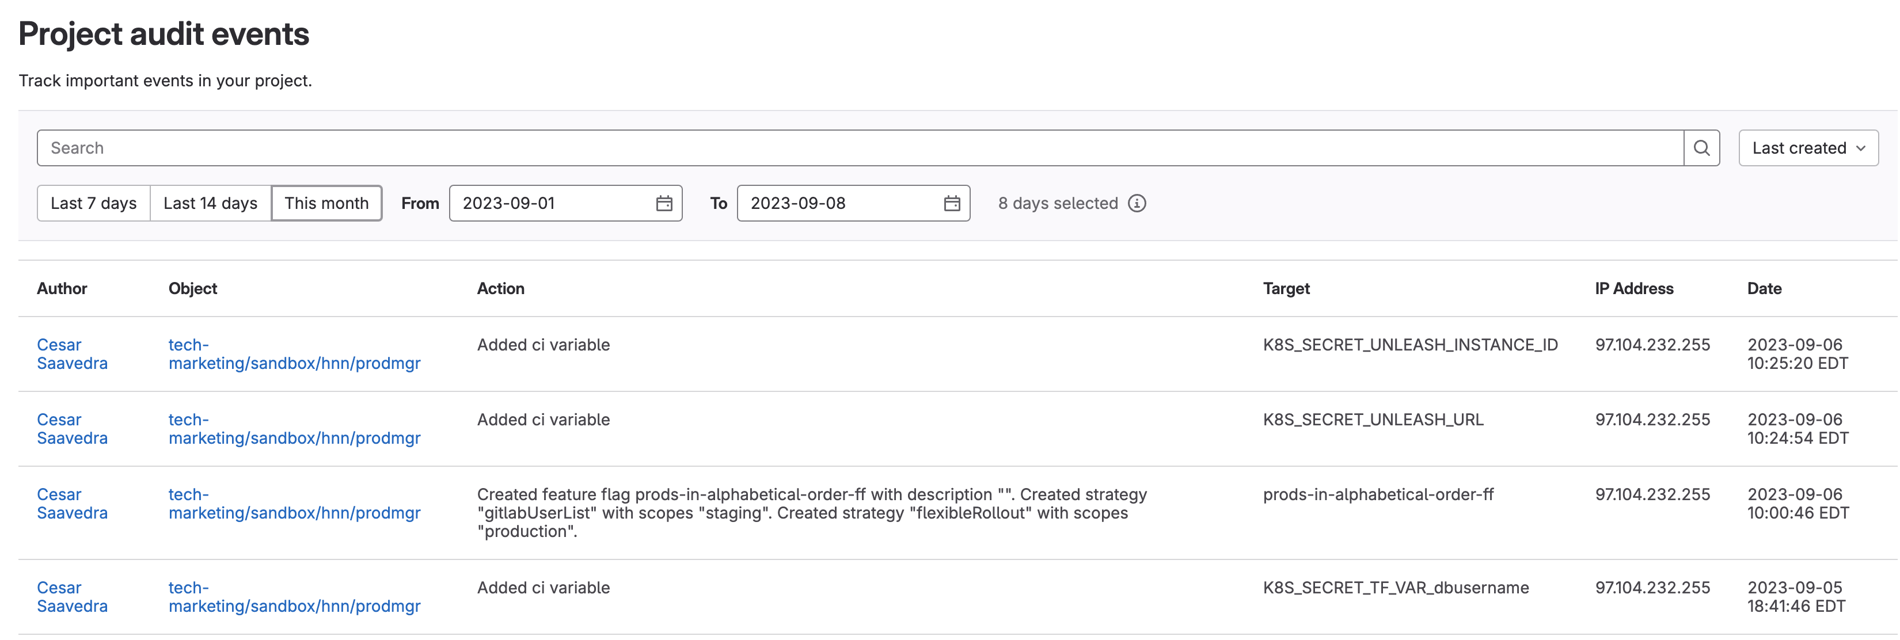 Project audit events
Track important events in your project.
Search
Last created
Last 7 days Last 14 days This month From 2023-09-01 To 2023-09-08 8 days selected
Author Object Action Target IP Address Date
Cesar tech- Added ci variable K8S_SECRET_UNLEASH_INSTANCE_ID 97.104.232.255 2023-09-06
Saavedra marketing/sandbox/hnn/prodmgr 10:25:20 EDT
Cesar tech- Added ci variable K8S_SECRET_UNLEASH_URL 97.104.232.255 2023-09-06
Saavedra marketing/sandbox/hnn/prodmgr 10:24:54 EDT
Cesar tech- Created feature flag prods-in-alphabetical-order-ff with description "". Created strategy prods-in-alphabetical-order-ff 97.104.232.255 2023-09-06
Saavedra marketing/sandbox/hnn/prodmgr "gitlabUserList" with scopes "staging". Created strategy "flexibleRollout" with scopes 10:00:46 EDT
"production".
Cesar tech- Added ci variable K8S_SECRET_TF_VAR_dbusername 97.104.232.255 2023-09-05
Saavedra marketing/sandbox/hnn/prodmgr 18:41:46 EDT